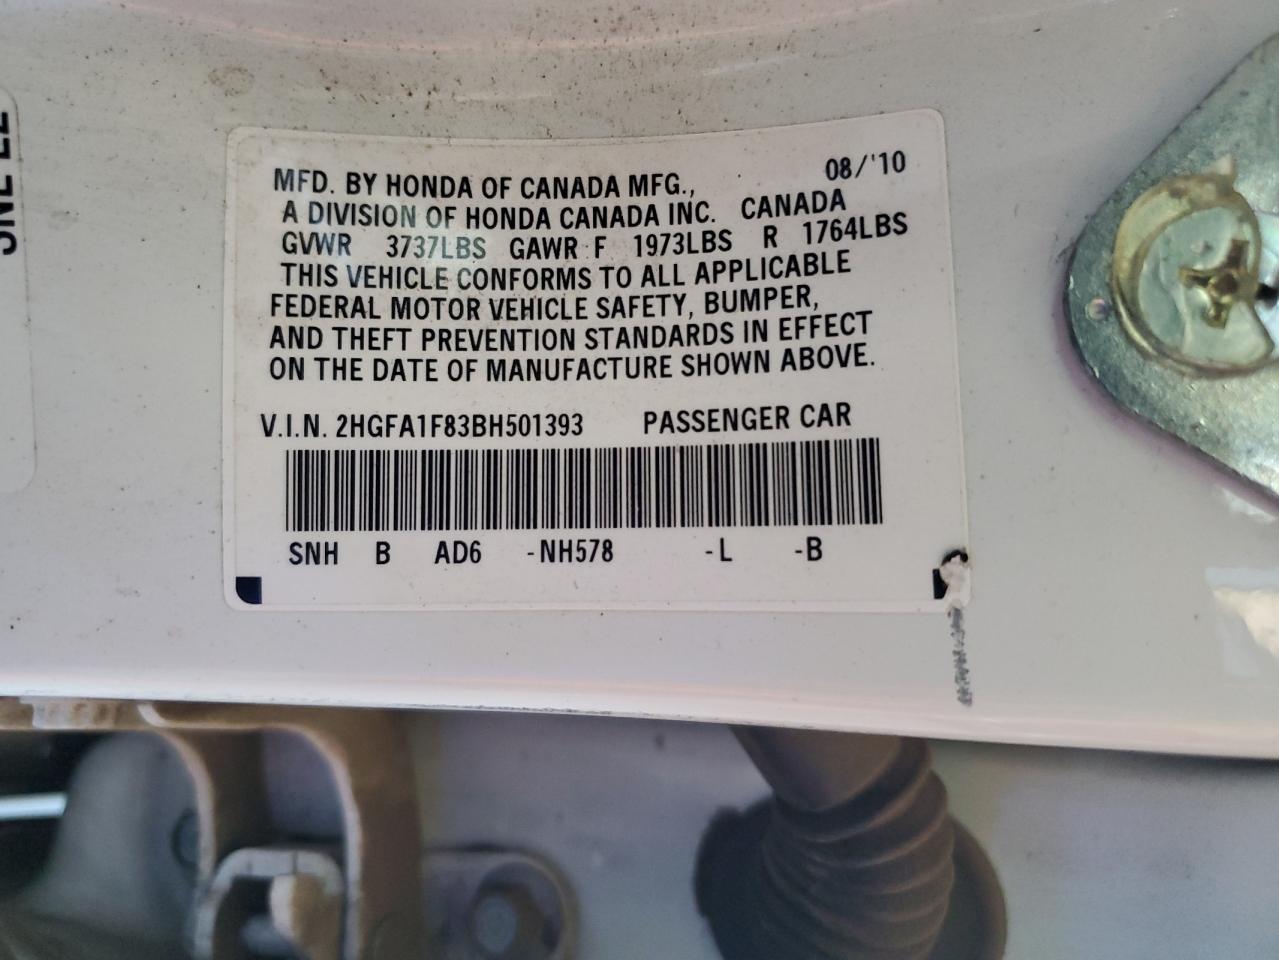 MFD. BY HONDA OF CANADA MFG., 08/'10
A DIVISION OF HONDA CANADA INC. CANADA
GVWR 3737LBS GAWR F 1973LBS R 1764LBS
THIS VEHICLE CONFORMS TO ALL APPLICABLE
FEDERAL MOTOR VEHICLE SAFETY, BUMPER,
AND THEFT PREVENTION STANDARDS IN EFFECT
ON THE DATE OF MANUFACTURE SHOWN ABOVE.
V.I.N. 2HGFA1F83BH501393 PASSENGER CAR
SNH B AD6 -NH578 -L -B